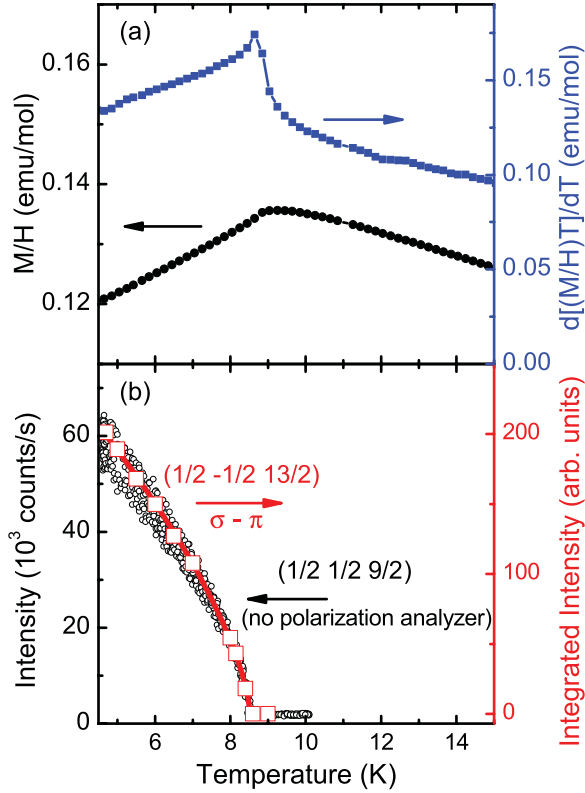 (a)
0.16
0.14
0.12
M/H (emu/mol)
0.15
0.10
0.05
0.00
d[(M/H)T]/dT (emu/mol)
(b)
60
40
20
0
Intensity (10³ counts/s)
(1/2 -1/2 13/2)
σ - π
(1/2 1/2 9/2)
(no polarization analyzer)
200
100
0
Integrated Intensity (arb. units)
6 8 10 12 14
Temperature (K)